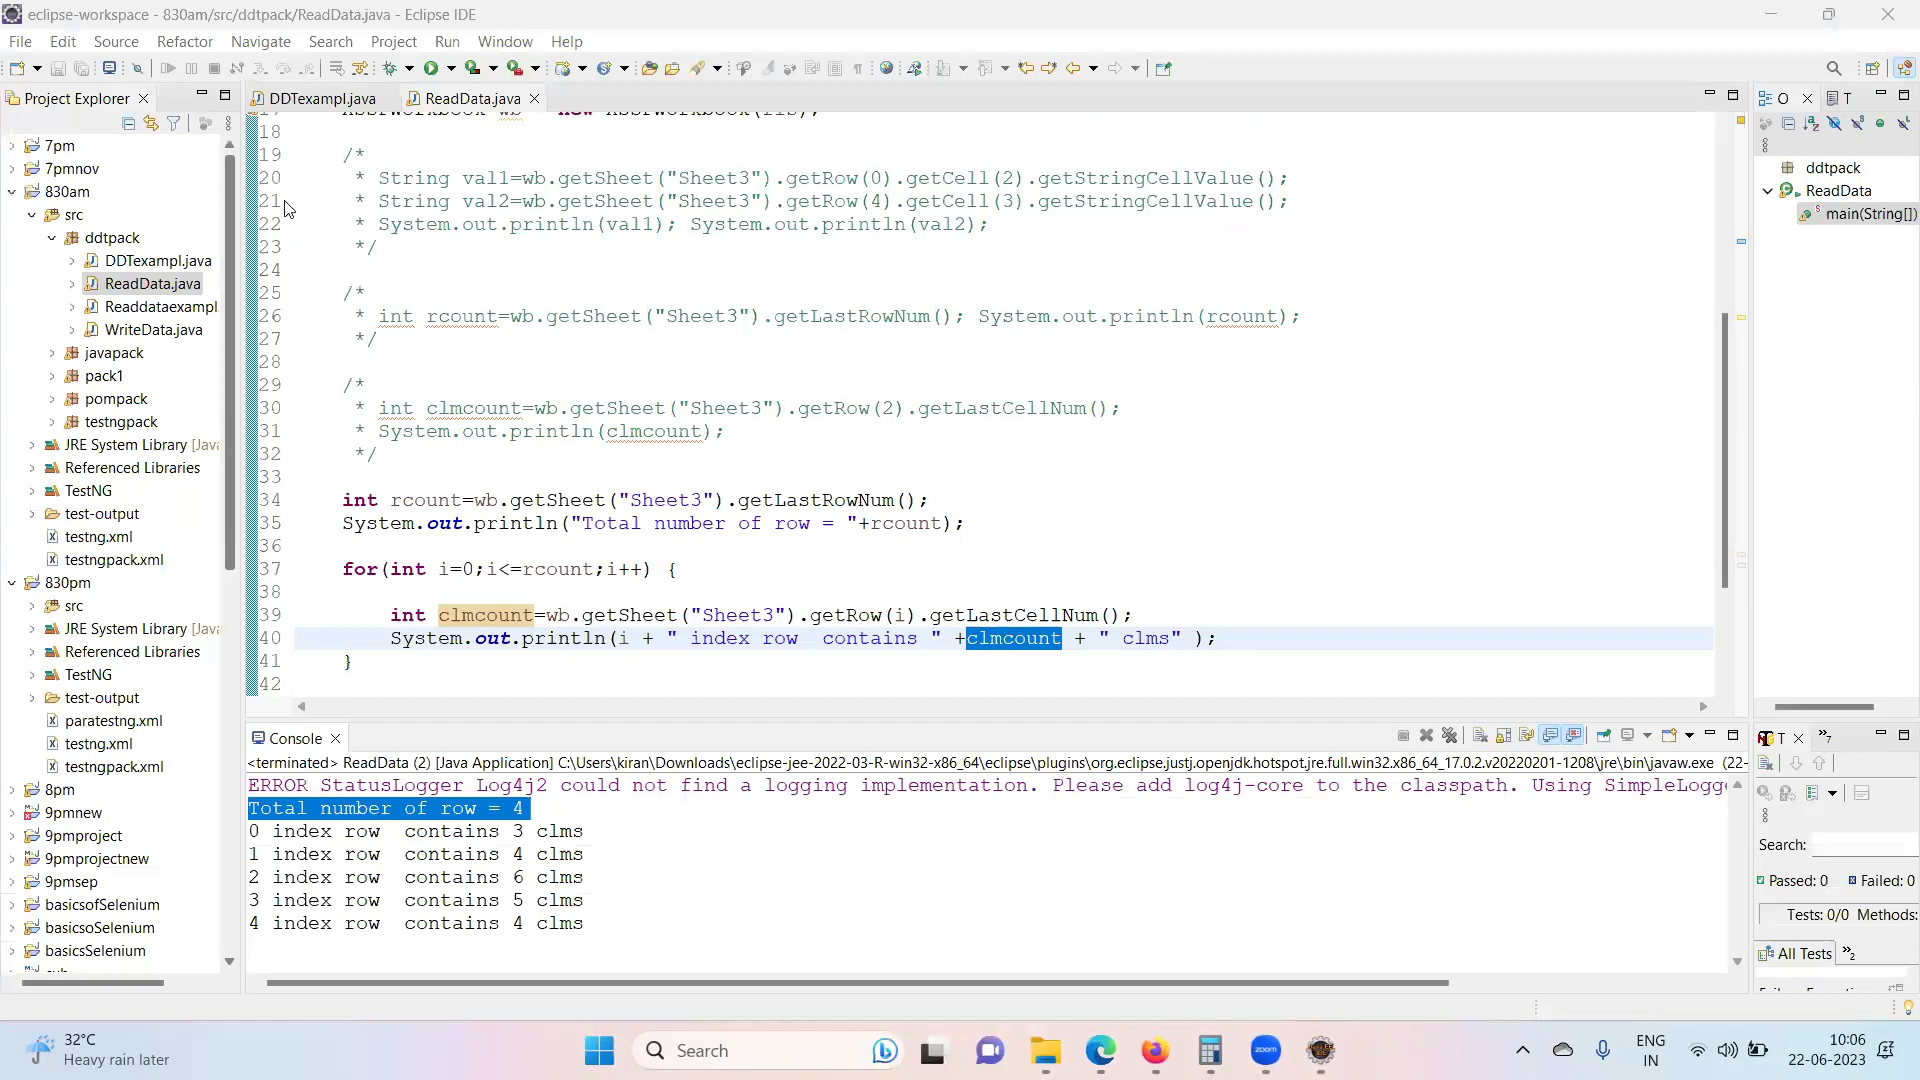 eclipse-workspace - 830am/src/ddtpack/ReadData.java - Eclipse IDE
File Edit Source Refactor Navigate Search Project Run Window Help
Project Explorer
DDTexampl.java
ReadData.java
O
T
7pm
7pmnov
830am
src
ddtpack
DDTexampl.java
ReadData.java
Readdataexampl
WriteData.java
javapack
pack1
pompack
testngpack
JRE System Library [Java
Referenced Libraries
TestNG
test-output
testng.xml
testngpack.xml
830pm
src
JRE System Library [Java
Referenced Libraries
TestNG
test-output
paratestng.xml
testng.xml
testngpack.xml
8pm
9pmnew
9pmproject
9pmprojectnew
9pmsep
basicsofSelenium
basicsoSelenium
basicsSelenium
18
19 /*
20 * String val1=wb.getSheet("Sheet3").getRow(0).getCell(2).getStringCellValue();
21 * String val2=wb.getSheet("Sheet3").getRow(4).getCell(3).getStringCellValue();
22 * System.out.println(val1); System.out.println(val2);
23 */
24
25 /*
26 * int rcount=wb.getSheet("Sheet3").getLastRowNum(); System.out.println(rcount);
27 */
28
29 /*
30 * int clmcount=wb.getSheet("Sheet3").getRow(2).getLastCellNum();
31 * System.out.println(clmcount);
32 */
33
34 int rcount=wb.getSheet("Sheet3").getLastRowNum();
35 System.out.println("Total number of row = "+rcount);
36
37 for(int i=0;i<=rcount;i++) {
38
39 int clmcount=wb.getSheet("Sheet3").getRow(i).getLastCellNum();
40 System.out.println(i + " index row  contains " +clmcount + " clms" );
41 }
42
ddtpack
ReadData
main(String[])
Console
<terminated> ReadData (2) [Java Application] C:\Users\kiran\Downloads\eclipse-jee-2022-03-R-win32-x86_64\eclipse\plugins\org.eclipse.justj.openjdk.hotspot.jre.full.win32.x86_64_17.0.2.v20220201-1208\jre\bin\javaw.exe (22-
ERROR StatusLogger Log4j2 could not find a logging implementation. Please add log4j-core to the classpath. Using SimpleLogge
Total number of row = 4
0 index row  contains 3 clms
1 index row  contains 4 clms
2 index row  contains 6 clms
3 index row  contains 5 clms
4 index row  contains 4 clms
T
7
Search:
Passed: 0 Failed: 0
Tests: 0/0 Methods:
All Tests
2
32°C
Heavy rain later
Search
zoom
ENG
IN
10:06
22-06-2023